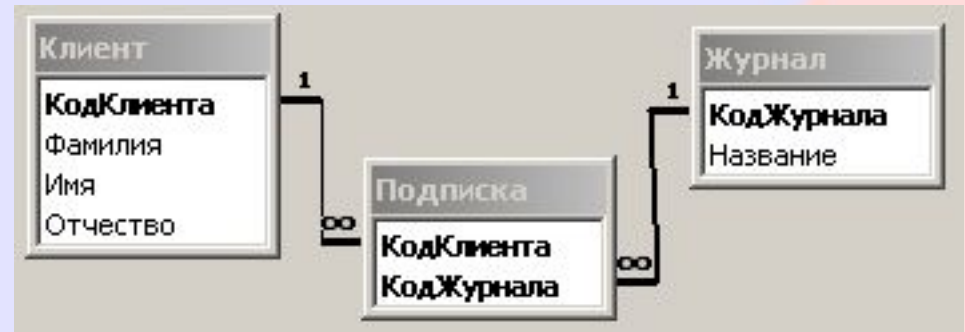 Клиент
КодКлиента
Фамилия
Имя
Отчество
1
∞
Подписка
КодКлиента
КодЖурнала
∞
1
Журнал
КодЖурнала
Название